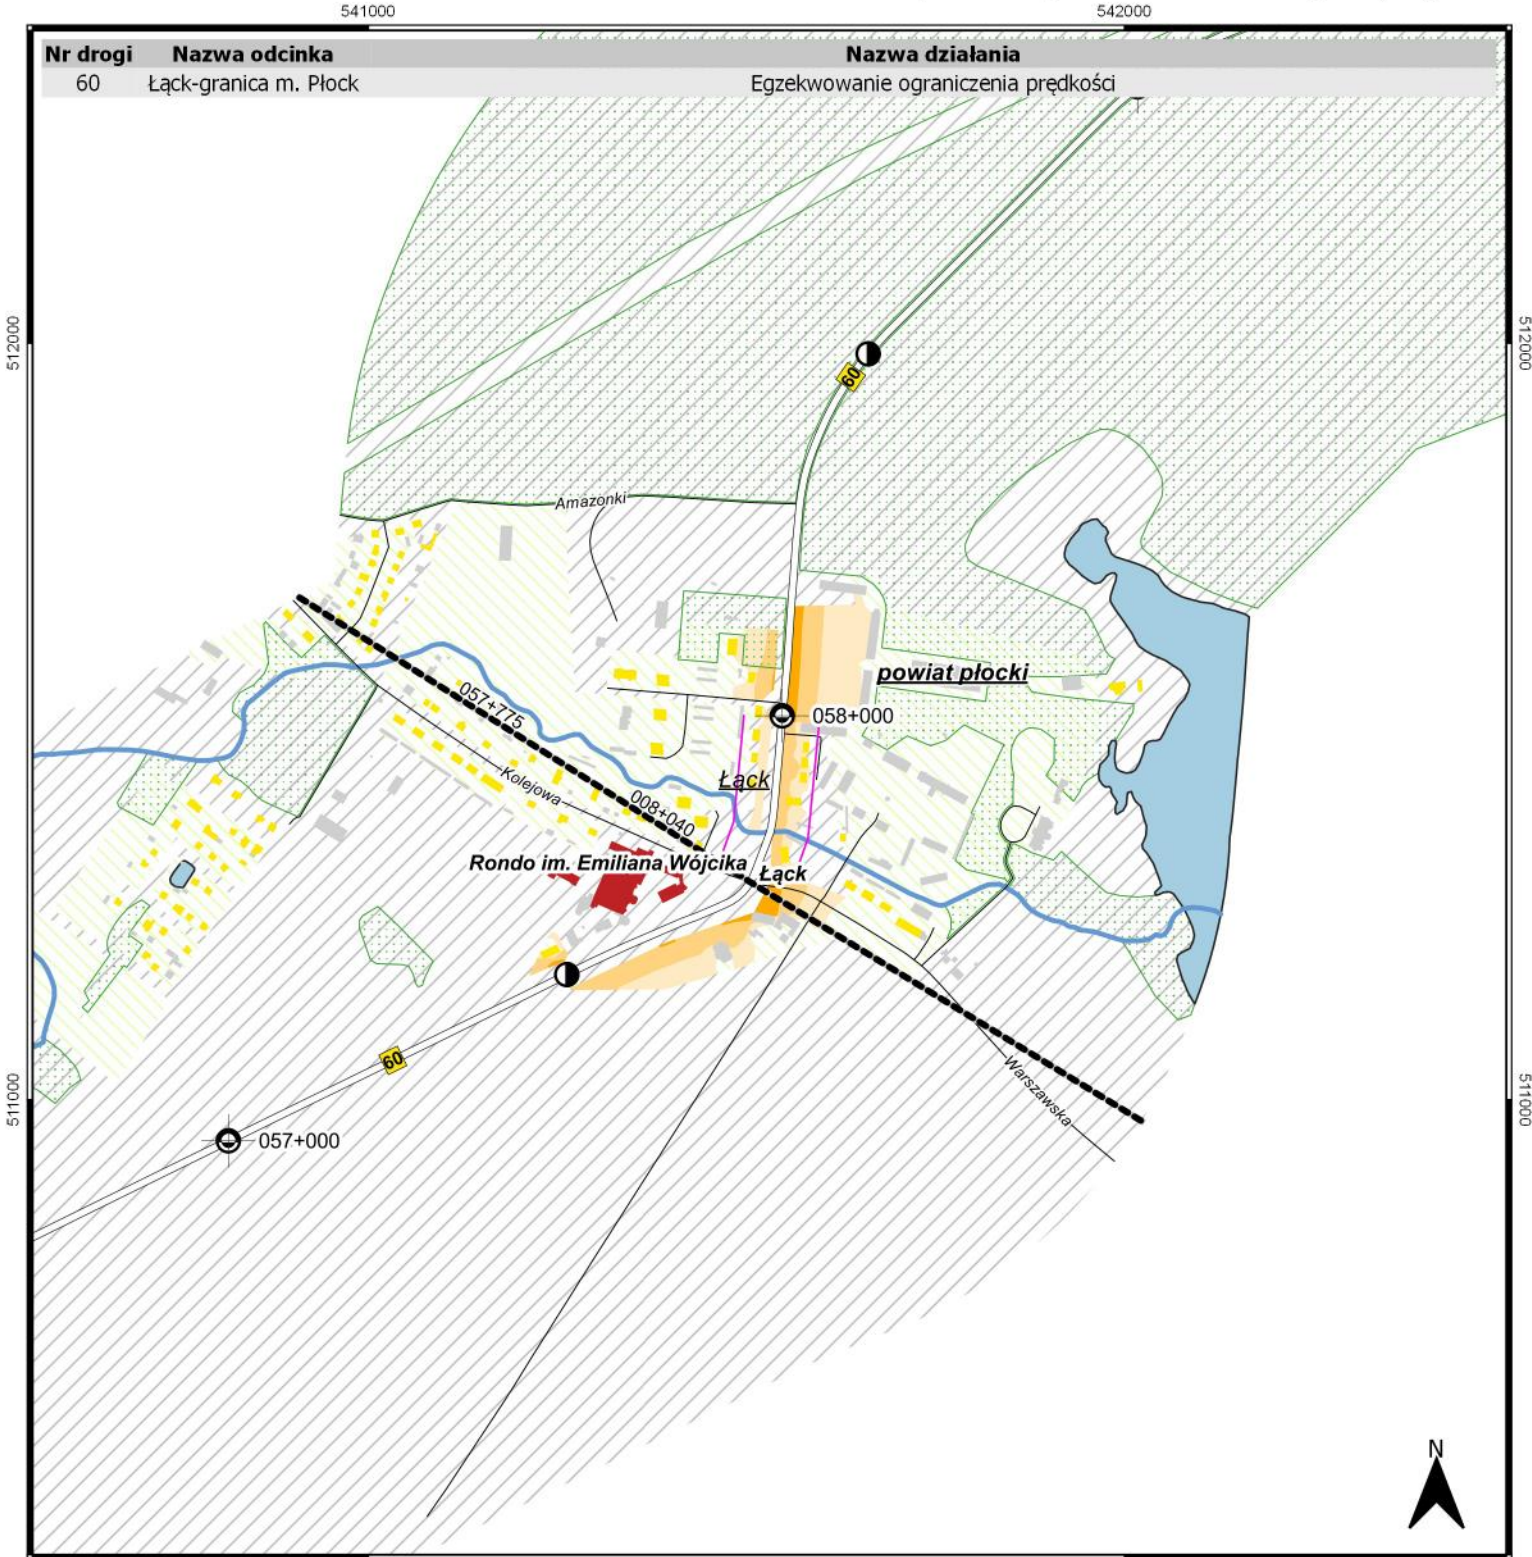 541000 542000
Nr drogi Nazwa odcinka Nazwa działania
60 Łąck-granica m. Płock Egzekwowanie ograniczenia prędkości
512000 512000
60
Amazonki
powiat płocki
057+775
058+000
Kolejowa
Łąck
008+040
Rondo im. Emiliana Wójcika
Łąck
60
Warszawska
511000 511000
057+000
N